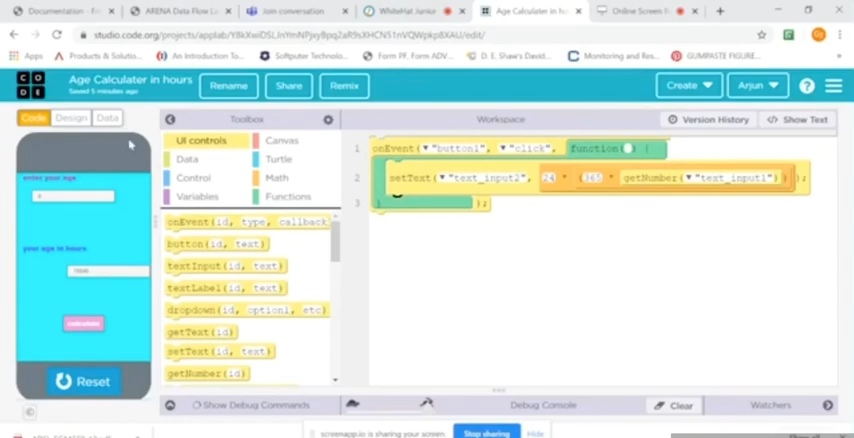 Documentation - Fi
ARENA Data Flow Le
Join conversation
WhiteHat Junior
Age Calculater in ho
Online Screen R
studio.code.org/projects/applab/
/edit/
Apps
Products & Solutio...
An Introduction To...
Softputer Technolo...
Form PF, Form ADV...
D. E. Shaw's David...
Monitoring and Res...
GUMPASTE FIGURE...
CODE
Age Calculater in hours
Saved 5 minutes ago
Rename
Share
Remix
Create
Arjun
Code
Design
Data
Toolbox
Workspace
Version History
</> Show Text
UI controls
Canvas
Data
Turtle
Control
Math
Variables
Functions
enter your age.
your age in hours
calculate
Reset
onEvent(id, type, callback)
button(id, text)
textInput(id, text)
textLabel(id, text)
dropdown(id, option1, etc)
getText(id)
setText(id, text)
getNumber(id)
1 onEvent("button1", "click", function() {
2 setText("text_input2", 24 * (365 * getNumber("text_input1")));
3 });
Show Debug Commands
Debug Console
Clear
Watchers
screenapp.io is sharing your screen.
Stop sharing
Hide